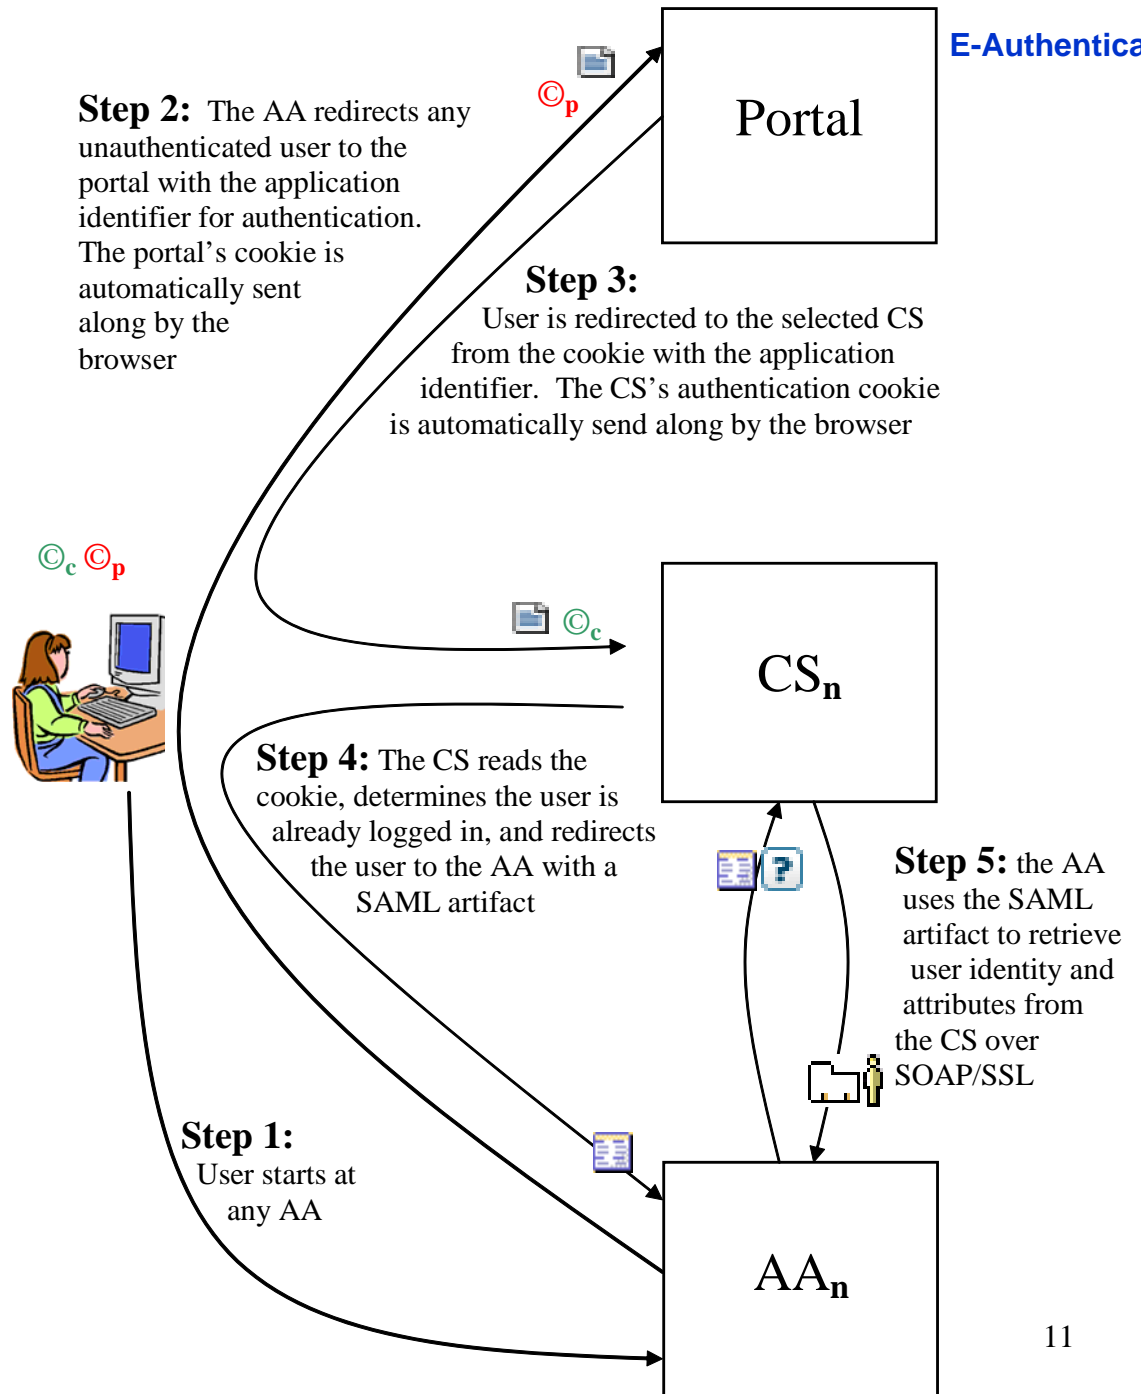 E-Authentica
Portal
©p
Step 2: The AA redirects any
unauthenticated user to the
portal with the application
identifier for authentication.
The portal’s cookie is
automatically sent
along by the
browser
Step 3:
User is redirected to the selected CS
from the cookie with the application
identifier. The CS’s authentication cookie
is automatically send along by the browser
©c ©p
©c
CSn
Step 4: The CS reads the
cookie, determines the user is
already logged in, and redirects
the user to the AA with a
SAML artifact
?
Step 5: the AA
uses the SAML
artifact to retrieve
user identity and
attributes from
the CS over
SOAP/SSL
Step 1:
User starts at
any AA
AAn
11